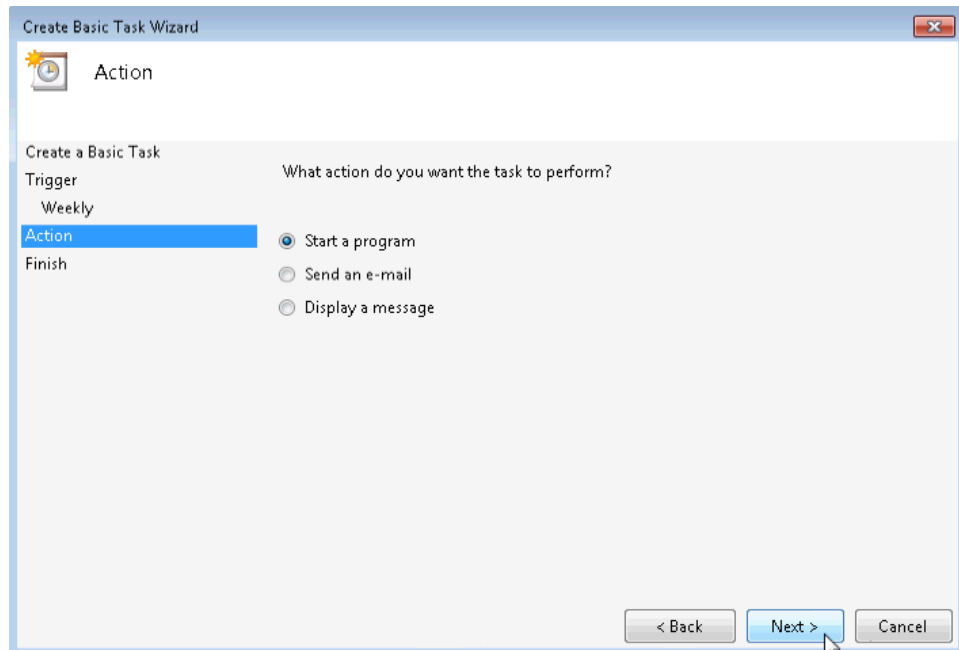 Create Basic Task Wizard
Action
Create a Basic Task
Trigger
Weekly
Action
Finish
What action do you want the task to perform?
Start a program
Send an e-mail
Display a message
< Back
Next >
Cancel